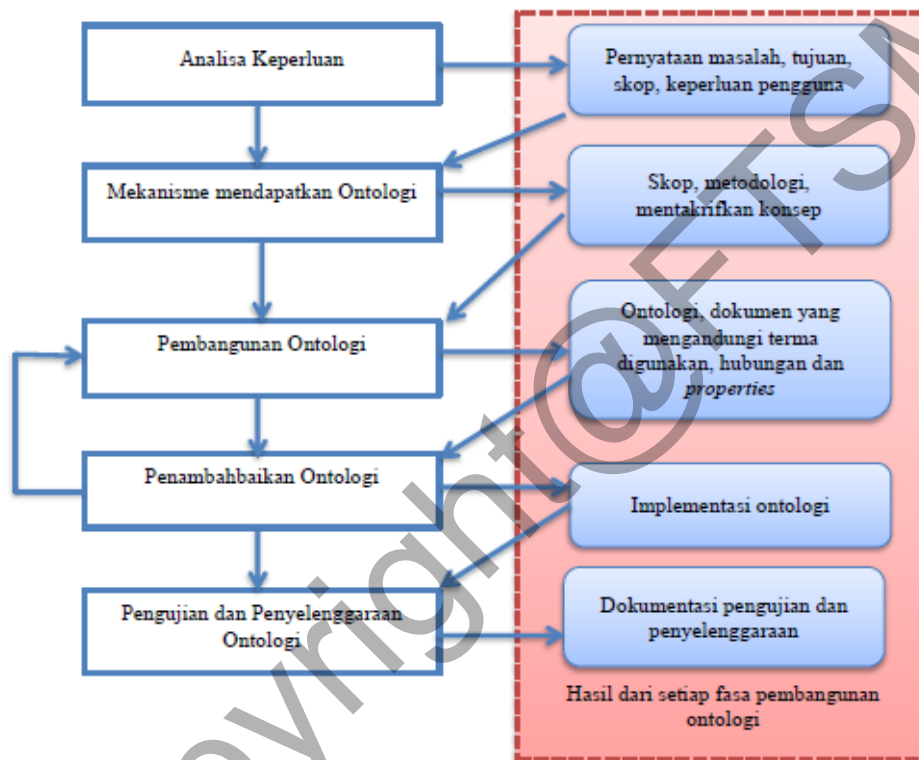 Analisa Keperluan
Pernyataan masalah, tujuan,
skop, keperluan pengguna
Mekanisme mendapatkan Ontologi
Skop, metodologi,
mentakrifkan konsep
Pembangunan Ontologi
Ontologi, dokumen yang
mengandungi terma
digunakan, hubungan dan
properties
Penambahbaikan Ontologi
Implementasi ontologi
Pengujian dan Penyelenggaraan
Ontologi
Dokumentasi pengujian dan
penyelenggaraan
Hasil dari setiap fasa pembangunan
ontologi